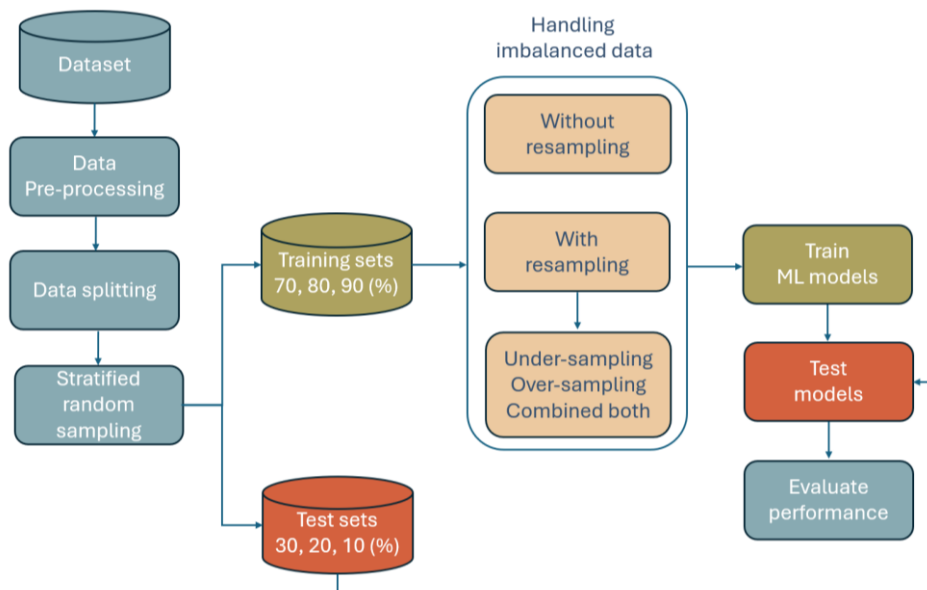 Dataset
Data
Pre-processing
Data splitting
Stratified
random
sampling
Training sets
70, 80, 90 (%)
Test sets
30, 20, 10 (%)
Handling
imbalanced data
Without
resampling
With
resampling
Under-sampling
Over-sampling
Combined both
Train
ML models
Test
models
Evaluate
performance